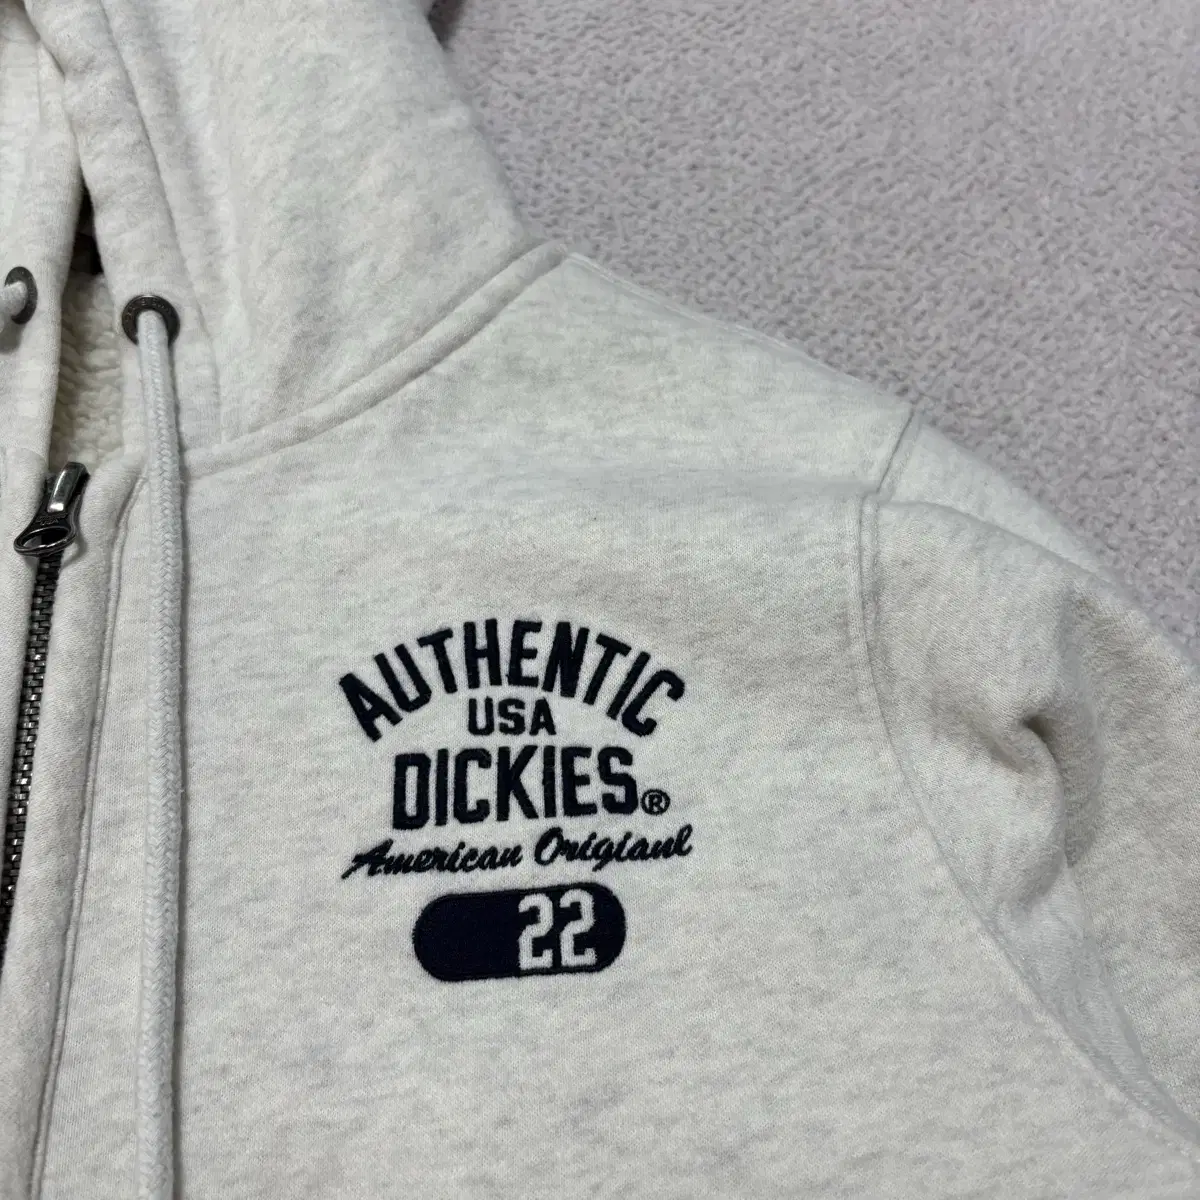 AUTHENTIC
USA
DICKIES®
American Origianl
22